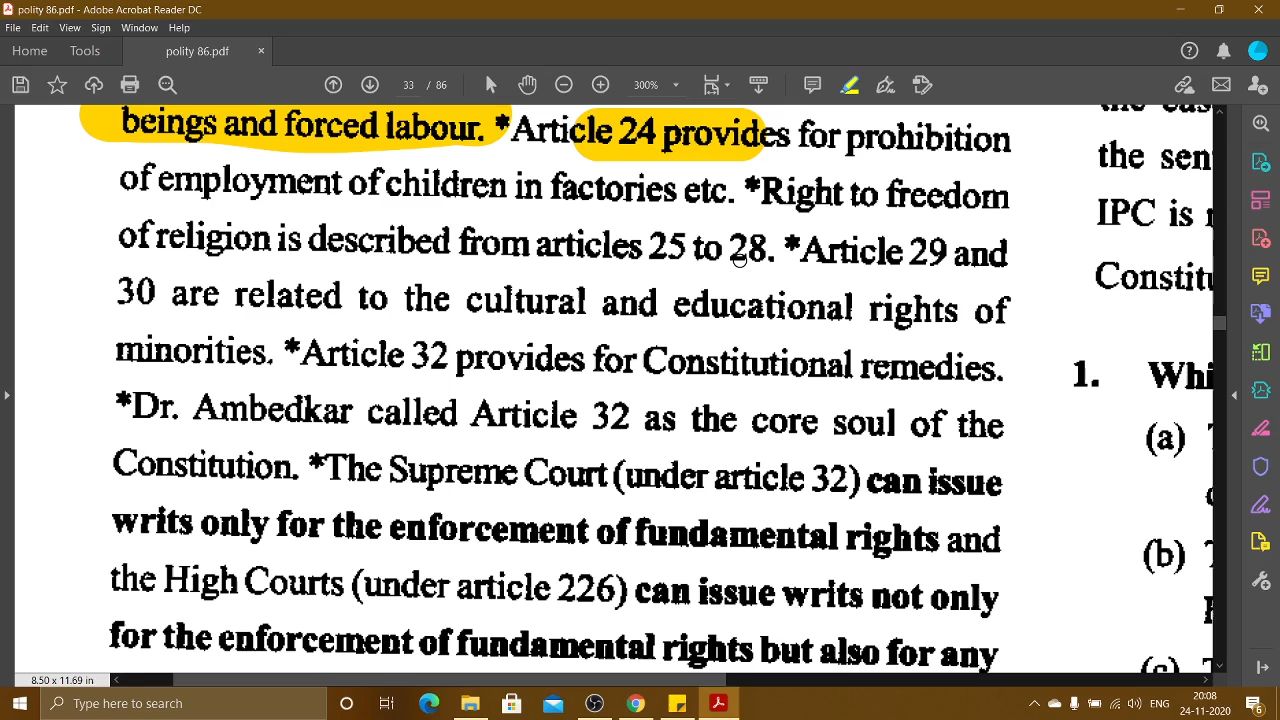 polity 86.pdf - Adobe Acrobat Reader DC
File Edit View Sign Window Help
Home Tools polity 86.pdf ×
33 / 86 300%
beings and forced labour. *Article 24 provides for prohibition
of employment of children in factories etc. *Right to freedom
of religion is described from articles 25 to 28. *Article 29 and
30 are related to the cultural and educational rights of
minorities. *Article 32 provides for Constitutional remedies.
*Dr. Ambedkar called Article 32 as the core soul of the
Constitution. *The Supreme Court (under article 32) can issue
writs only for the enforcement of fundamental rights and
the High Courts (under article 226) can issue writs not only
for the enforcement of fundamental rights but also for any
the sen
IPC is
Constitu
1. Whi
(a)
(b)
(c)
8.50 x 11.69 in
Type here to search
20:08
24-11-2020
6